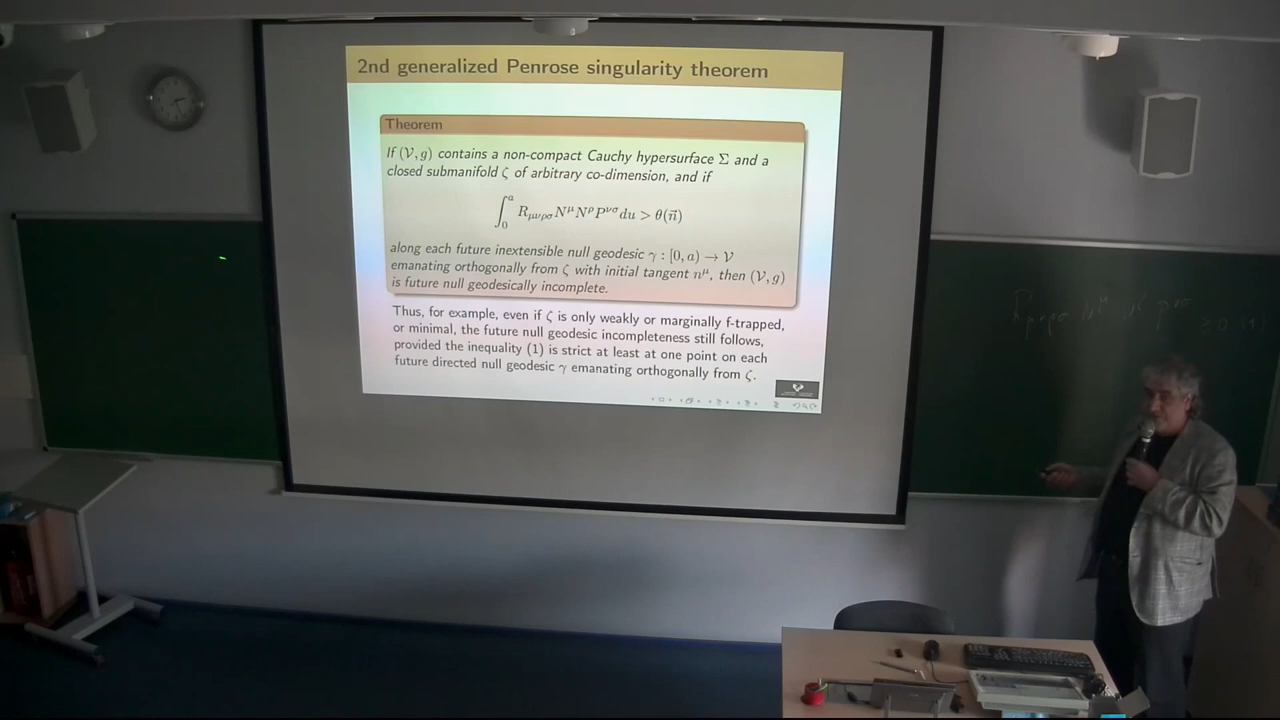 2nd generalized Penrose singularity theorem
Theorem
If (𝒱, g) contains a non-compact Cauchy hypersurface Σ and a
closed submanifold ζ of arbitrary co-dimension, and if
∫₀ᵃ R_{μνρσ}N^μN^ρP^{νσ}du > θ(n⃗)
along each future inextensible null geodesic γ : [0, a) → 𝒱
emanating orthogonally from ζ with initial tangent n^μ, then (𝒱, g)
is future null geodesically incomplete.
Thus, for example, even if ζ is only weakly or marginally f-trapped,
or minimal, the future null geodesic incompleteness still follows,
provided the inequality (1) is strict at least at one point on each
future directed null geodesic γ emanating orthogonally from ζ.